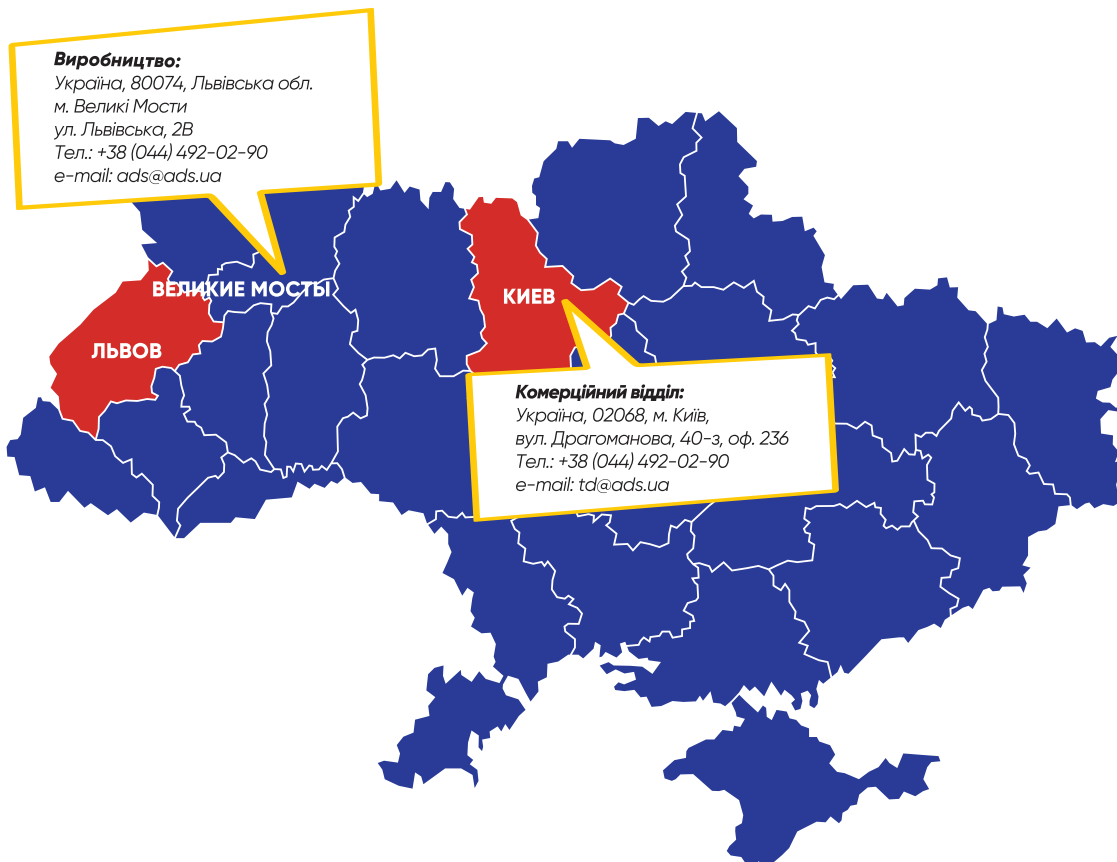 Виробництво:
Україна, 80074, Львівська обл.
м. Великі Мости
ул. Львівська, 2В
Тел.: +38 (044) 492-02-90
e-mail: ads@ads.ua
ВЕЛИКИЕ МОСТЫ
КИЕВ
ЛЬВОВ
Комерційний відділ:
Україна, 02068, м. Київ,
вул. Драгоманова, 40-з, оф. 236
Тел.: +38 (044) 492-02-90
e-mail: td@ads.ua